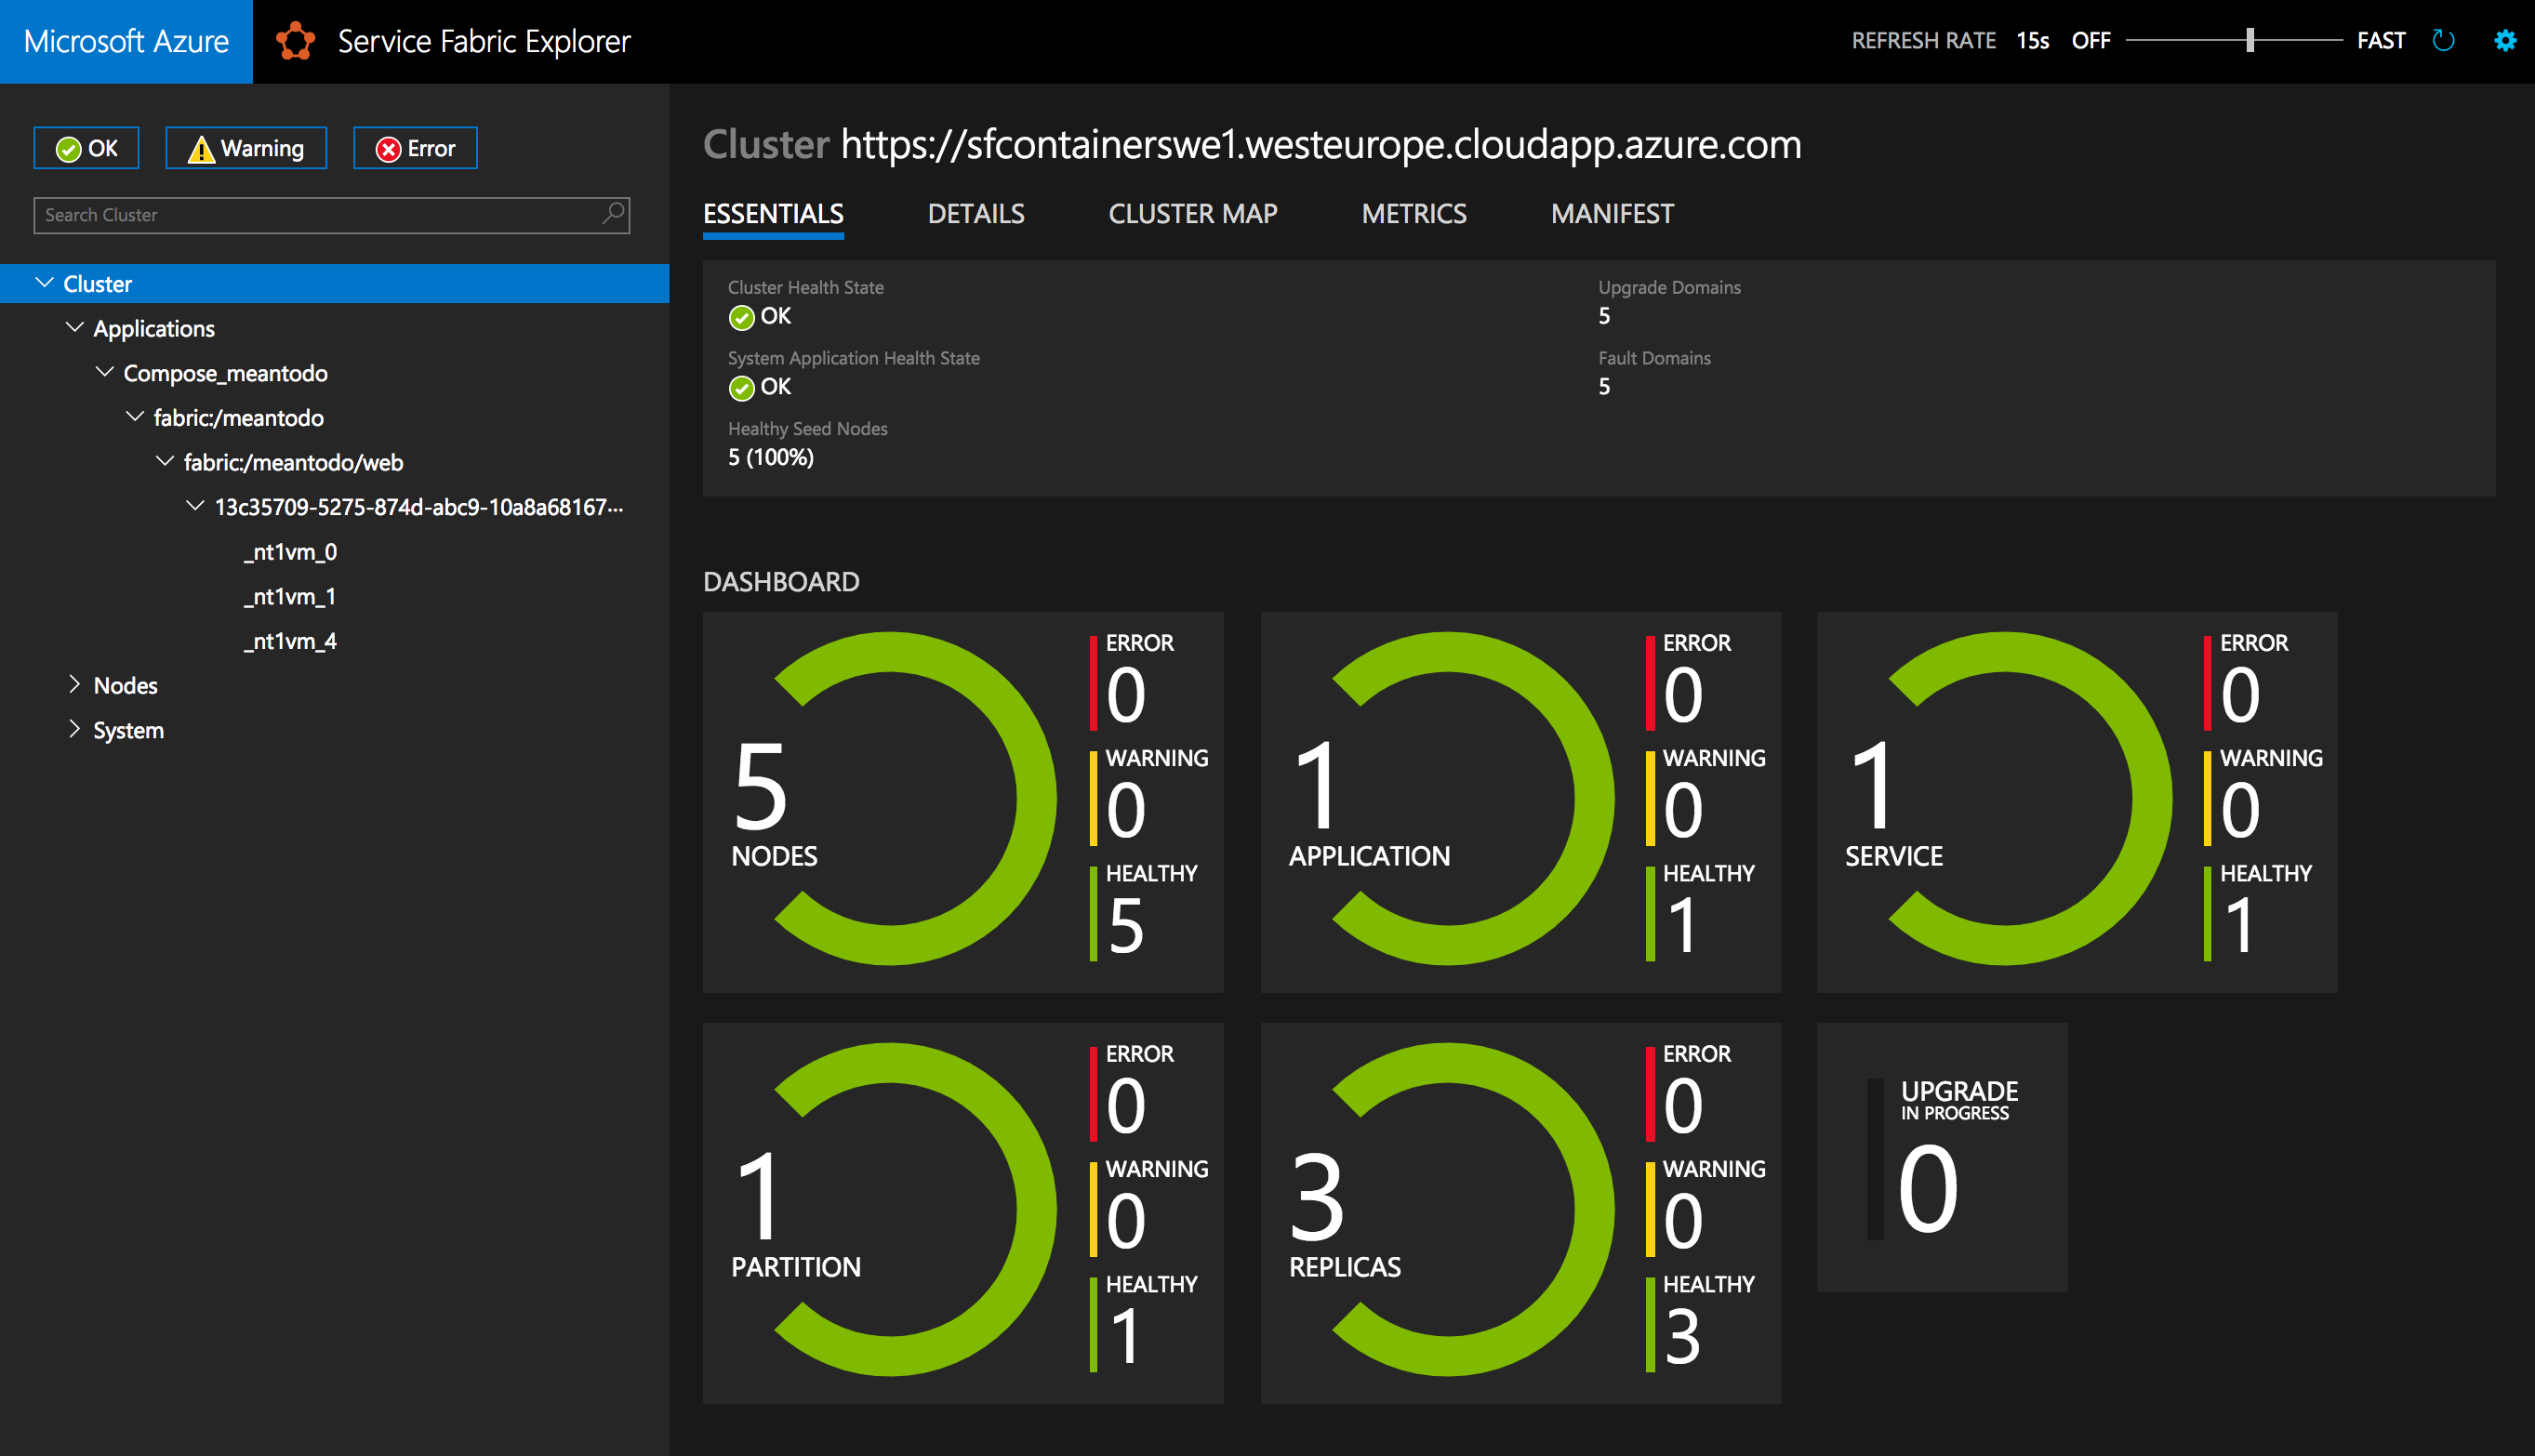 Microsoft Azure
Service Fabric Explorer
REFRESH RATE 15s OFF FAST
OK
Warning
Error
Search Cluster
Cluster
Applications
Compose_meantodo
fabric:/meantodo
fabric:/meantodo/web
13c35709-5275-874d-abc9-10a8a68167...
_nt1vm_0
_nt1vm_1
_nt1vm_4
Nodes
System
Cluster https://sfcontainerswe1.westeurope.cloudapp.azure.com
ESSENTIALS DETAILS CLUSTER MAP METRICS MANIFEST
Cluster Health State
OK
System Application Health State
OK
Healthy Seed Nodes
5 (100%)
Upgrade Domains
5
Fault Domains
5
DASHBOARD
5
NODES
ERROR
0
WARNING
0
HEALTHY
5
1
APPLICATION
ERROR
0
WARNING
0
HEALTHY
1
1
SERVICE
ERROR
0
WARNING
0
HEALTHY
1
1
PARTITION
ERROR
0
WARNING
0
HEALTHY
1
3
REPLICAS
ERROR
0
WARNING
0
HEALTHY
3
UPGRADE
IN PROGRESS
0